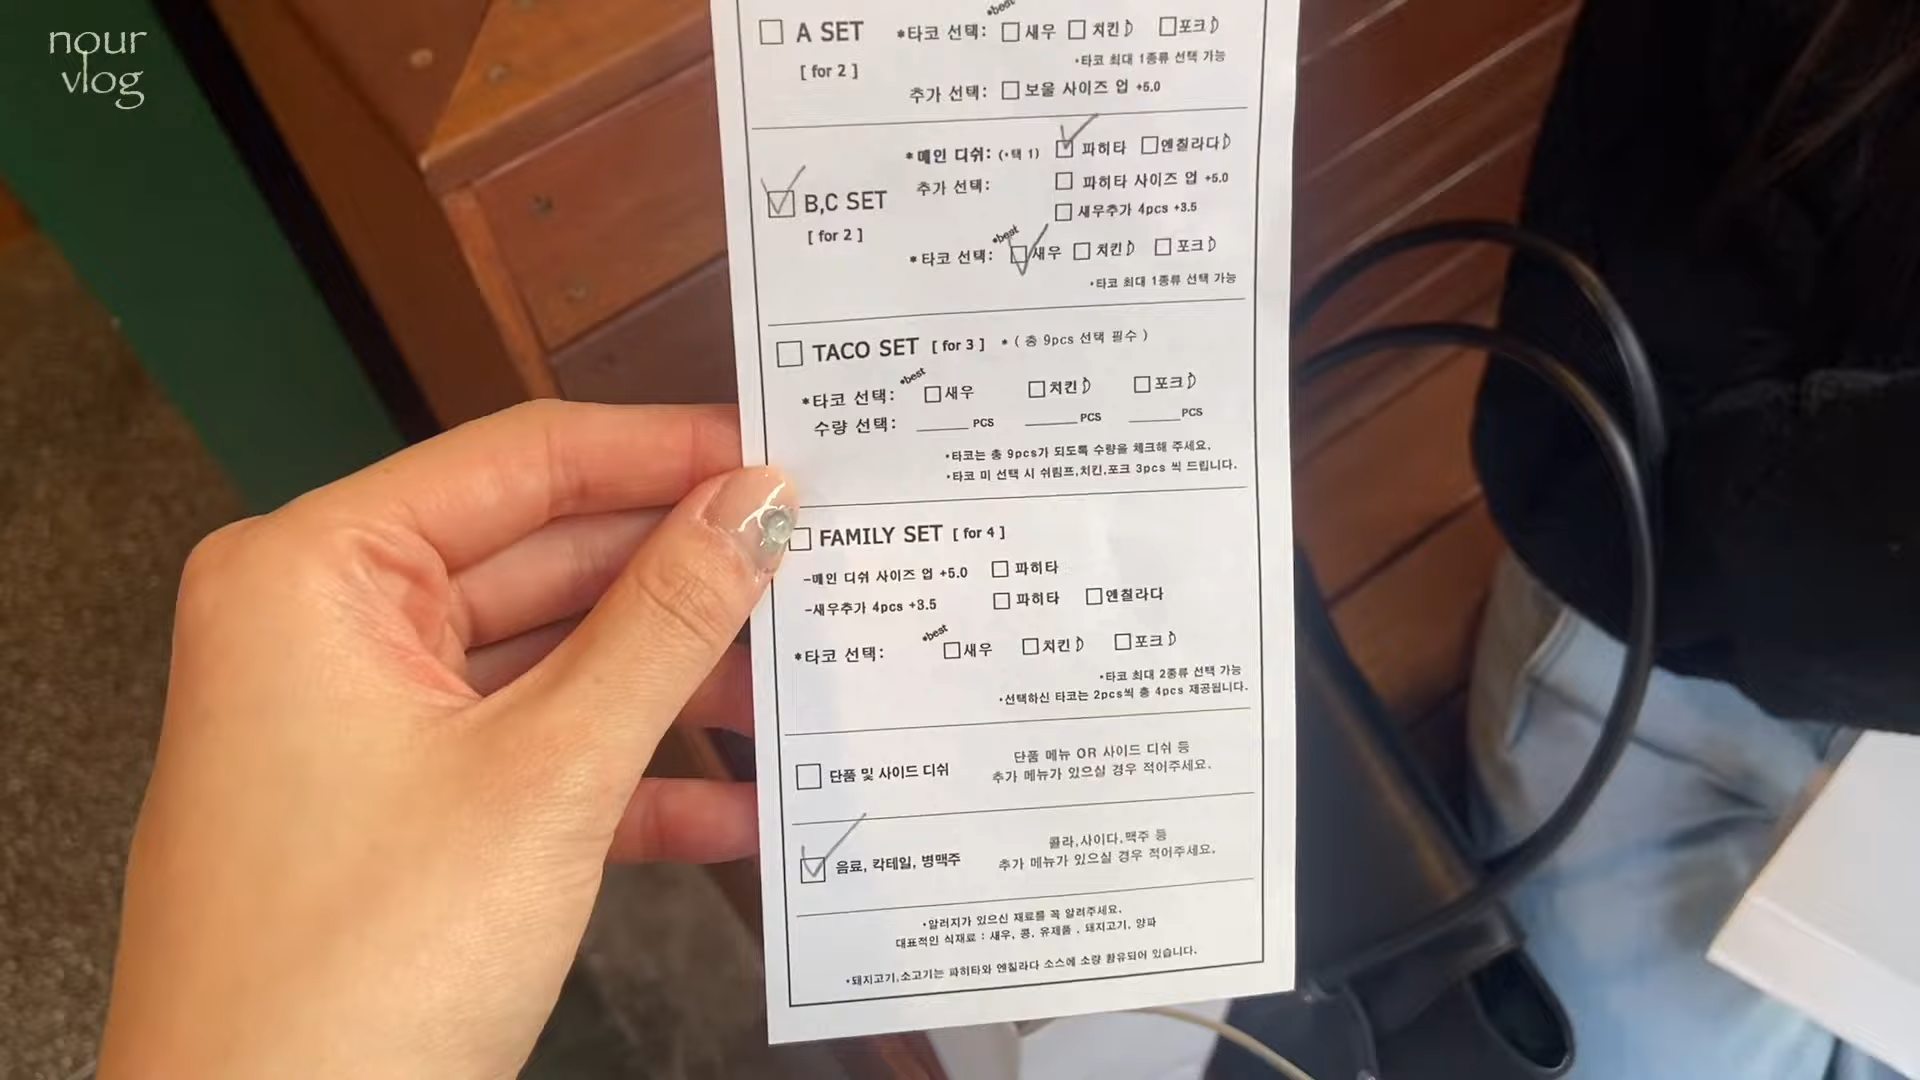 nour
vlog
•best
A SET *타코 선택: 새우 치킨 포크
[ for 2 ]
•타코 최대 1종류 선택 가능
추가 선택: 보울 사이즈 업 +5.0
*메인 디쉬: (•택 1) 파히타 엔칠라다
추가 선택: 파히타 사이즈 업 +5.0
B,C SET
새우추가 4pcs +3.5
[ for 2 ]
•best
*타코 선택: 새우 치킨 포크
•타코 최대 1종류 선택 가능
TACO SET [ for 3 ] * ( 총 9pcs 선택 필수 )
•best
*타코 선택: 새우 치킨 포크
수량 선택: ______ PCS ______ PCS ______ PCS
•타코는 총 9pcs가 되도록 수량을 체크해 주세요.
•타코 미 선택 시 쉬림프,치킨,포크 3pcs 씩 드립니다.
FAMILY SET [ for 4 ]
-메인 디쉬 사이즈 업 +5.0 파히타
-새우추가 4pcs +3.5 파히타 엔칠라다
•best
*타코 선택: 새우 치킨 포크
•타코 최대 2종류 선택 가능
•선택하신 타코는 2pcs씩 총 4pcs 제공됩니다.
단품 및 사이드 디쉬 단품 메뉴 OR 사이드 디쉬 등
추가 메뉴가 있으실 경우 적어주세요.
음료, 칵테일, 병맥주 콜라,사이다,맥주 등
추가 메뉴가 있으실 경우 적어주세요.
•알러지가 있으신 재료를 꼭 알려주세요.
대표적인 식재료 : 새우, 콩, 유제품 , 돼지고기, 양파
•돼지고기,소고기는 파히타와 엔칠라다 소스에 소량 함유되어 있습니다.